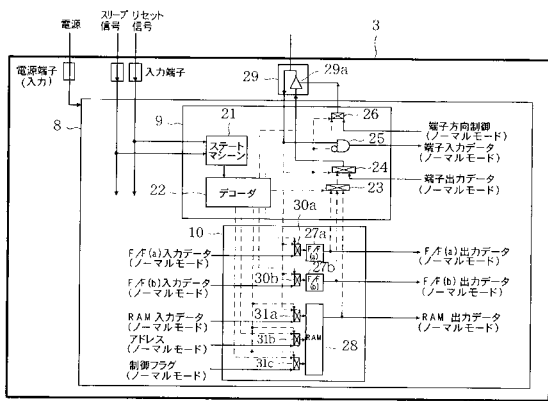 電源
スリープ
信号
リセット
信号
3
電源端子
(入力)
入力端子
29
29a
8
9
21
ステート
マシーン
22
デコーダ
26
端子方向制御
(ノーマルモード)
25
端子入力データ
(ノーマルモード)
24
端子出力データ
(ノーマルモード)
23
10
30a
27a
F/F(a)入力データ
(ノーマルモード)
F/F
(a)
F/F(a)出力データ
(ノーマルモード)
27b
F/F(b)入力データ
(ノーマルモード)
30b
F/F
(b)
F/F(b)出力データ
(ノーマルモード)
RAM入力データ
(ノーマルモード)
31a
RAM 出力データ
(ノーマルモード)
アドレス
(ノーマルモード)
31b
RAM
28
制御フラグ
(ノーマルモード)
31c